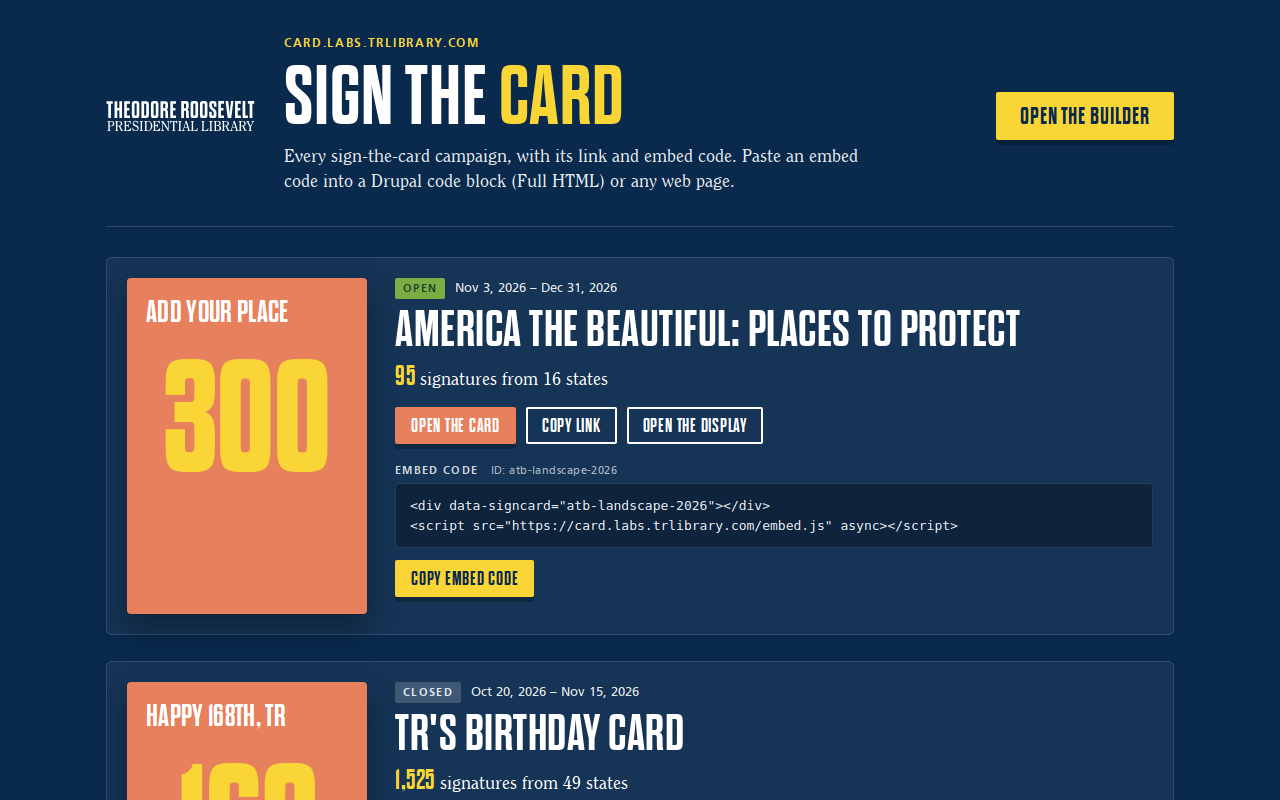 CARD.LABS.TRLIBRARY.COM
SIGN THE CARD
THEODORE ROOSEVELT
PRESIDENTIAL LIBRARY
Every sign-the-card campaign, with its link and embed code. Paste an embed
code into a Drupal code block (Full HTML) or any web page.
OPEN THE BUILDER
ADD YOUR PLACE
300
OPEN Nov 3, 2026 – Dec 31, 2026
AMERICA THE BEAUTIFUL: PLACES TO PROTECT
95 signatures from 16 states
OPEN THE CARD COPY LINK OPEN THE DISPLAY
EMBED CODE ID: atb-landscape-2026
<div data-signcard="atb-landscape-2026"></div>
<script src="https://card.labs.trlibrary.com/embed.js" async></script>
COPY EMBED CODE
HAPPY 168TH, TR
CLOSED Oct 20, 2026 – Nov 15, 2026
TR'S BIRTHDAY CARD
1,525 signatures from 49 states